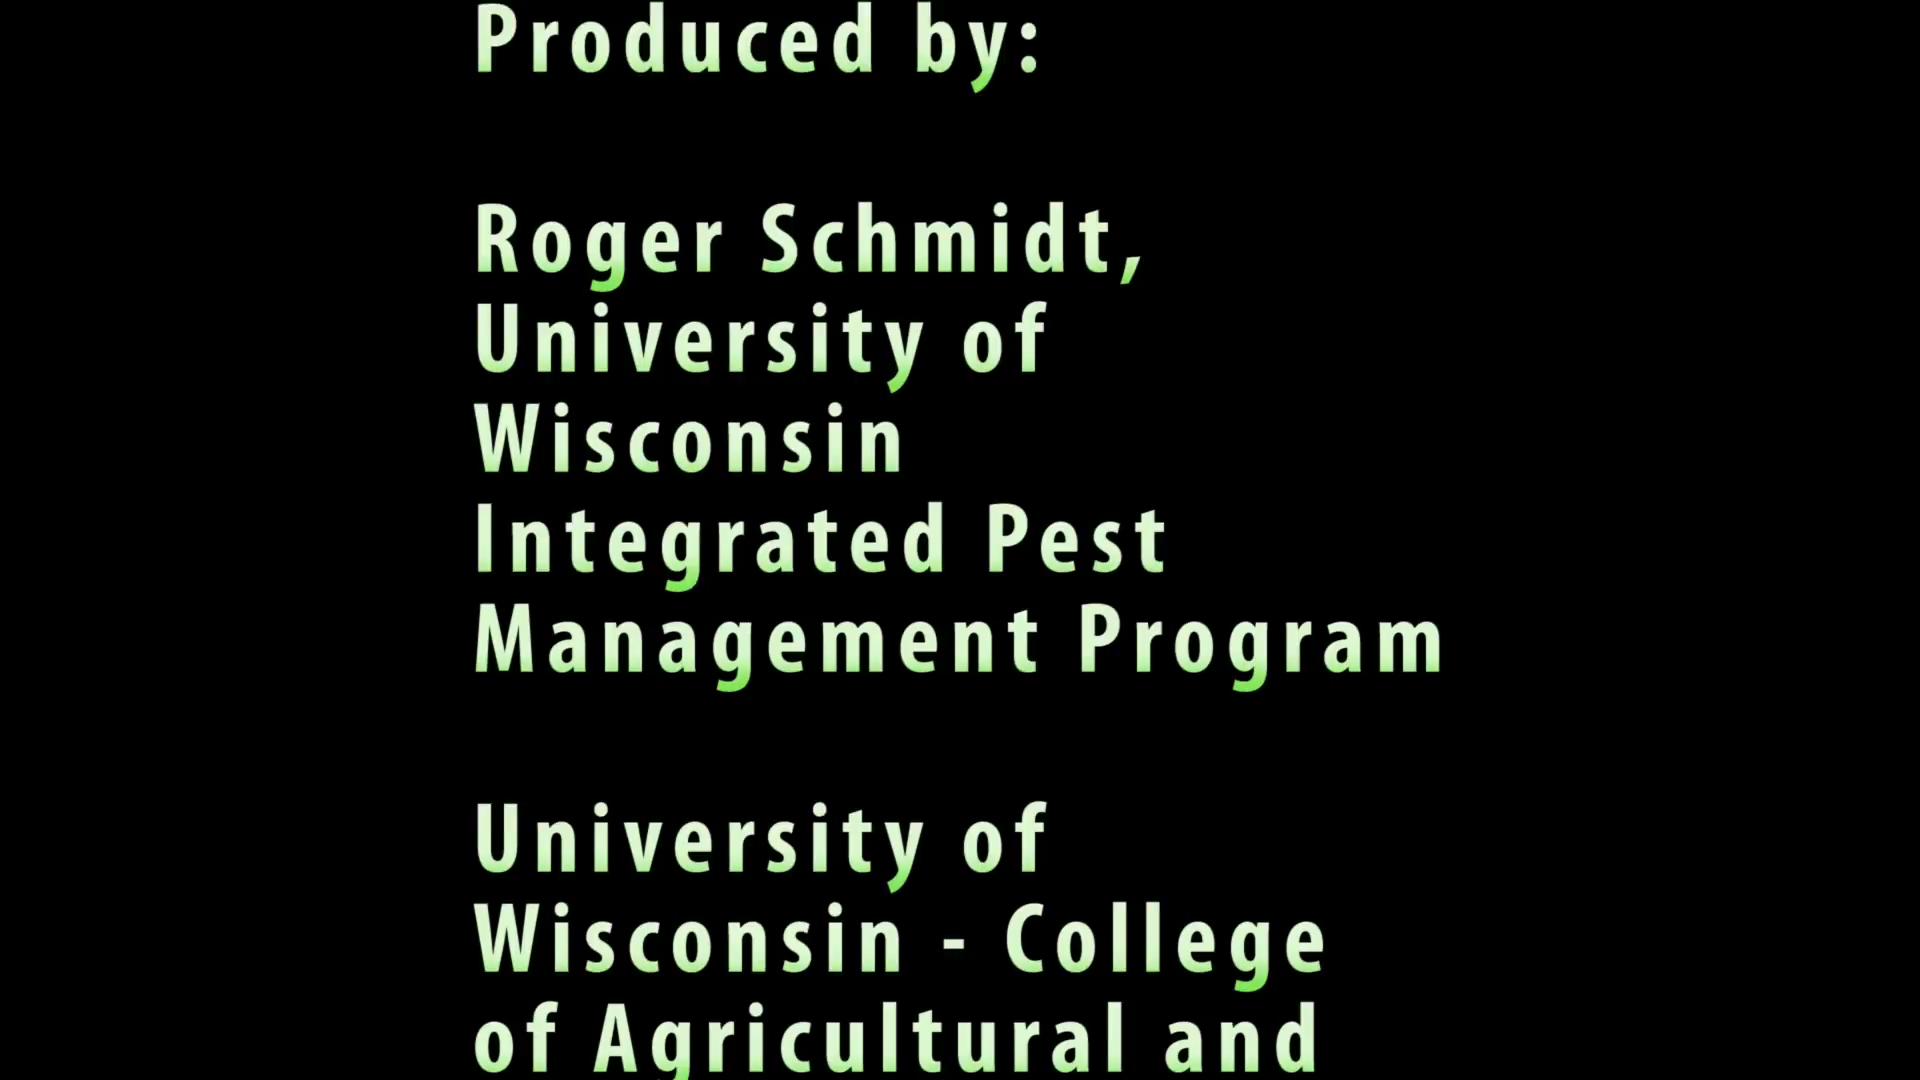 Produced by:
Roger Schmidt,
University of
Wisconsin
Integrated Pest
Management Program
University of
Wisconsin - College
of Agricultural and